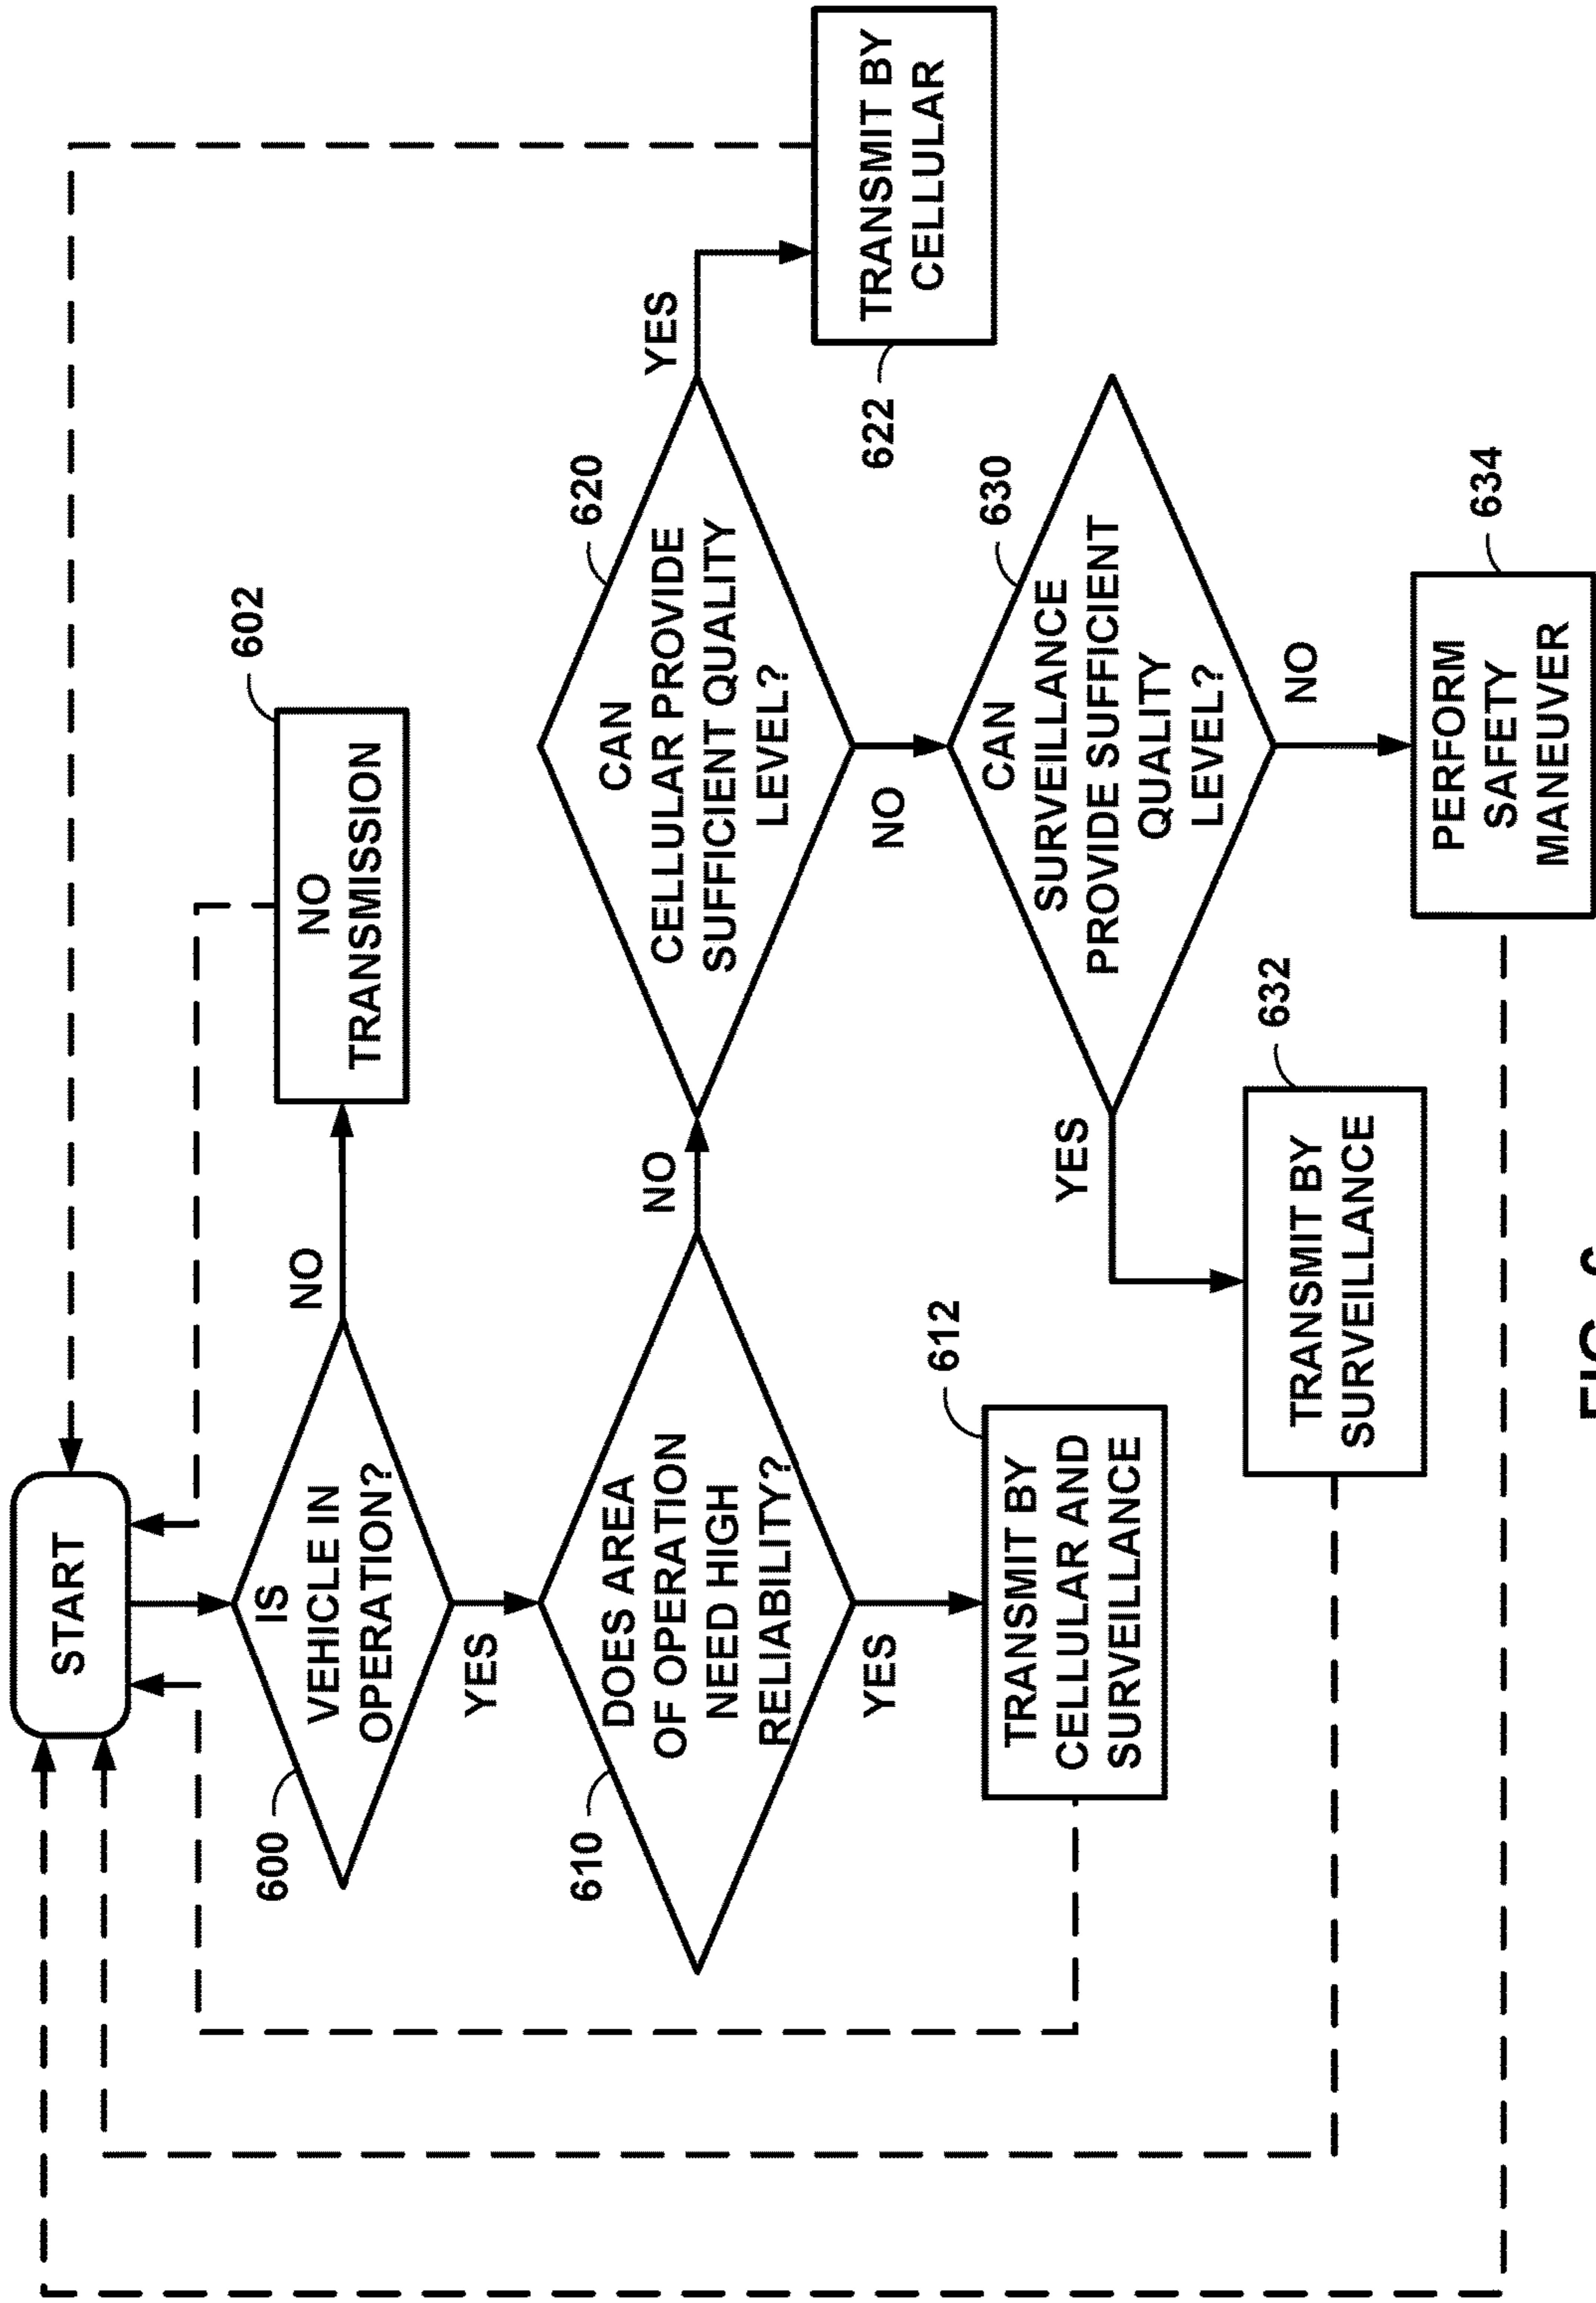 START
IS
VEHICLE IN
OPERATION?
600
NO
NO
TRANSMISSION
602
YES
DOES AREA
OF OPERATION
NEED HIGH
RELIABILITY?
610
NO
CAN
CELLULAR PROVIDE
SUFFICIENT QUALITY
LEVEL?
620
YES
TRANSMIT BY
CELLULAR
622
YES
TRANSMIT BY
CELLULAR AND
SURVEILLANCE
612
NO
CAN
SURVEILLANCE
PROVIDE SUFFICIENT
QUALITY
LEVEL?
630
YES
TRANSMIT BY
SURVEILLANCE
632
NO
PERFORM
SAFETY
MANEUVER
634
FIG.